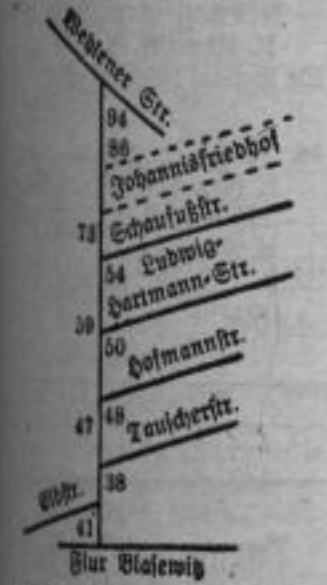 Wehlener Str.
94
86
Johannisfriedhof
73
Schaufußstr.
54
Ludwig-
Hartmann-Str.
59
50
Hofmannstr.
47
48
Tauscherstr.
38
Elbstr.
41
Flur Blasewitz